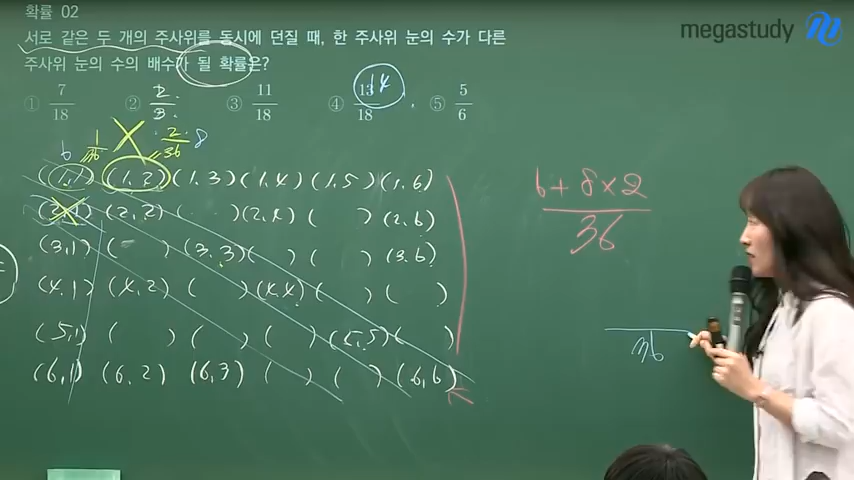 확률 02
megastudy
서로 같은 두 개의 주사위를 동시에 던질 때, 한 주사위 눈의 수가 다른
주사위 눈의 수의 배수가 될 확률은?
① 7/18 ② 2/3 ③ 11/18 ④ 13/18 14 ⑤ 5/6
6 1/36 2/36 8
(1,1) (1,2) (1,3) (1,4) (1,5) (1,6)
(2,1) (2,2) ( ) (2,4) ( ) (2,6)
(3,1) ( ) (3,3) ( ) ( ) (3,6)
(4,1) (4,2) ( ) (4,4) ( ) ( )
(5,1) ( ) ( ) ( ) (5,5) ( )
(6,1) (6,2) (6,3) ( ) ( ) (6,6)
6+8×2
36
36